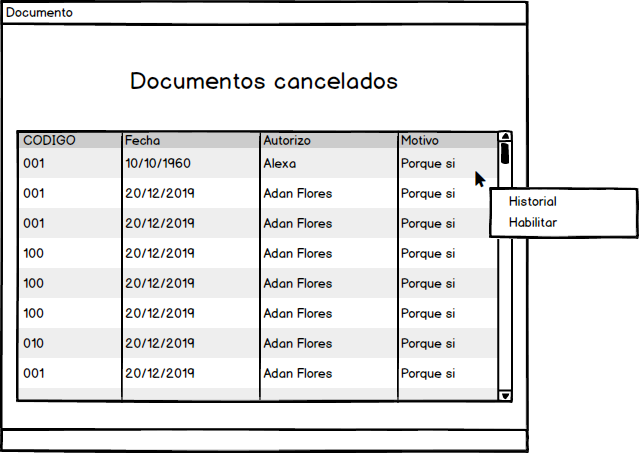 Documento
Documentos cancelados
CODIGO Fecha Autorizo Motivo
001 10/10/1960 Alexa Porque si
001 20/12/2019 Adan Flores Porque si
001 20/12/2019 Adan Flores Porque si
100 20/12/2019 Adan Flores Porque si
100 20/12/2019 Adan Flores Porque si
100 20/12/2019 Adan Flores Porque si
010 20/12/2019 Adan Flores Porque si
001 20/12/2019 Adan Flores Porque si
Historial
Habilitar